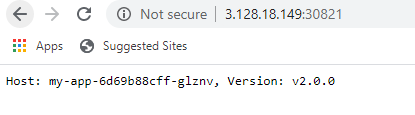 Not secure | 3.128.18.149:30821
Apps Suggested Sites
Host: my-app-6d69b88cff-glznv, Version: v2.0.0